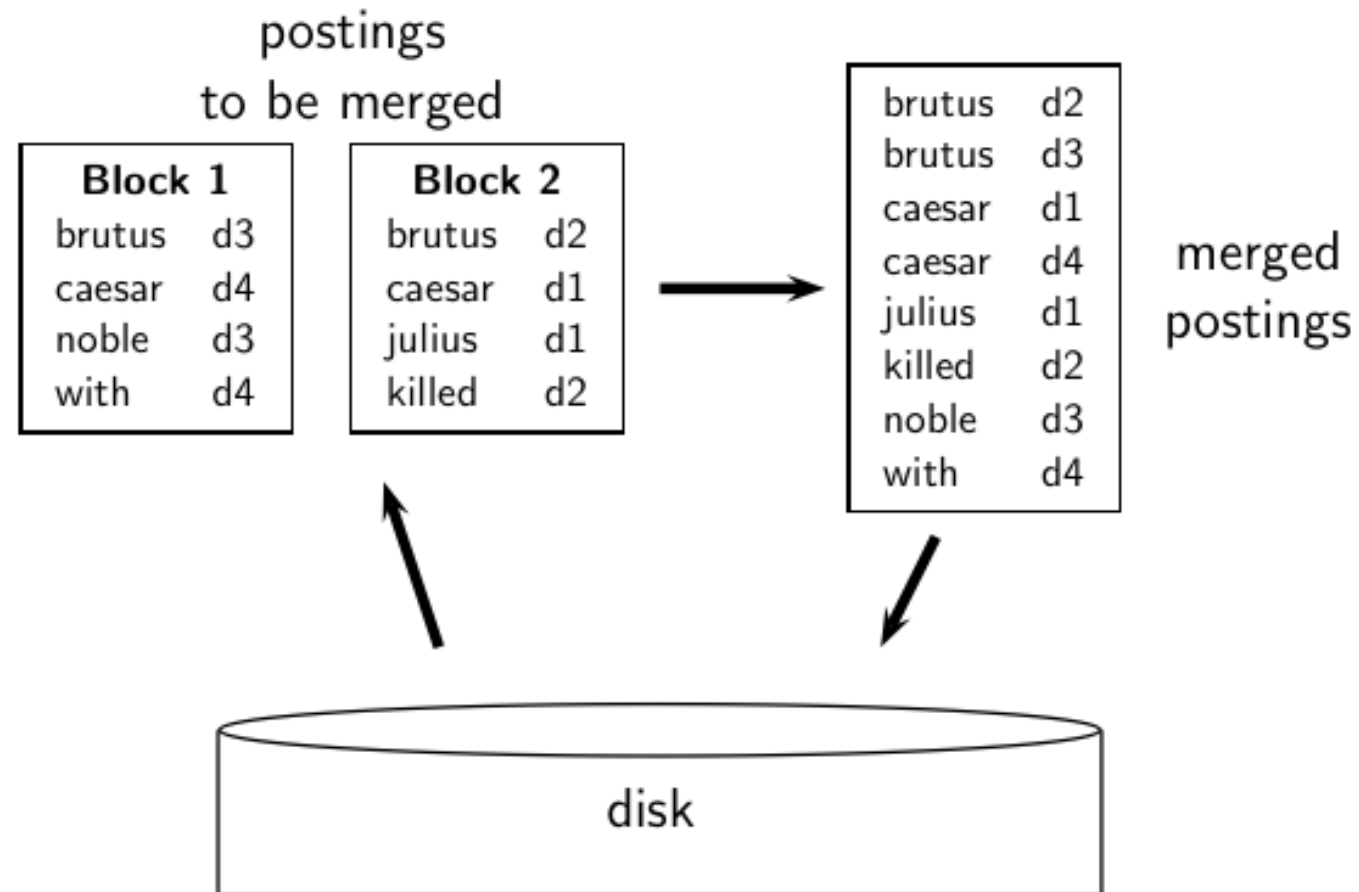 postings
to be merged
Block 1
brutus d3
caesar d4
noble d3
with d4
Block 2
brutus d2
caesar d1
julius d1
killed d2
brutus d2
brutus d3
caesar d1
caesar d4
julius d1
killed d2
noble d3
with d4
merged
postings
disk